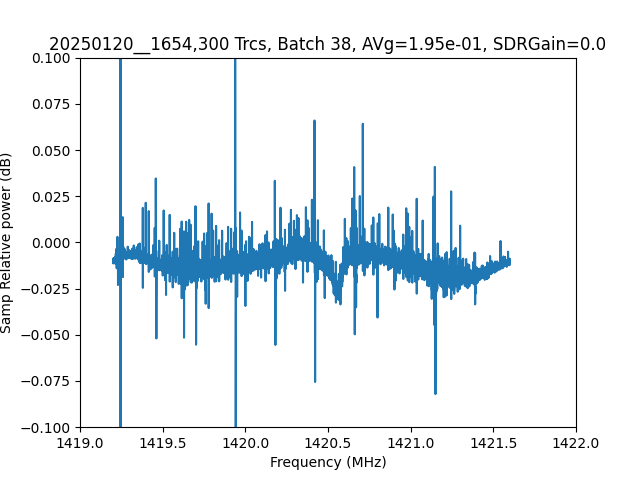 20250120__1654,300 Trcs, Batch 38, AVg=1.95e-01, SDRGain=0.0
0.100
0.075
0.050
0.025
0.000
−0.025
−0.050
−0.075
−0.100
Samp Relative power (dB)
1419.0 1419.5 1420.0 1420.5 1421.0 1421.5 1422.0
Frequency (MHz)